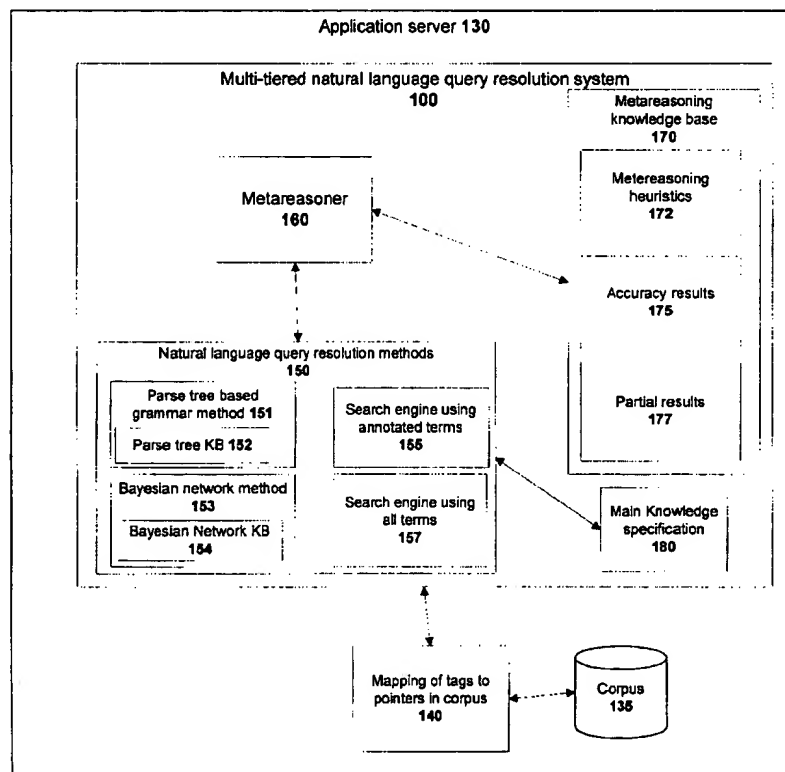 Application server 130
Multi-tiered natural language query resolution system
100
Metareasoning
knowledge base
170
Metereasoning
heuristics
172
Metareasoner
160
Accuracy results
175
Partial results
177
Natural language query resolution methods
150
Parse tree based
grammar method 151
Parse tree KB 152
Search engine using
annotated terms
155
Bayesian network method
153
Bayesian Network KB
154
Search engine using
all terms
157
Main Knowledge
specification
180
Mapping of tags to
pointers in corpus
140
Corpus
135